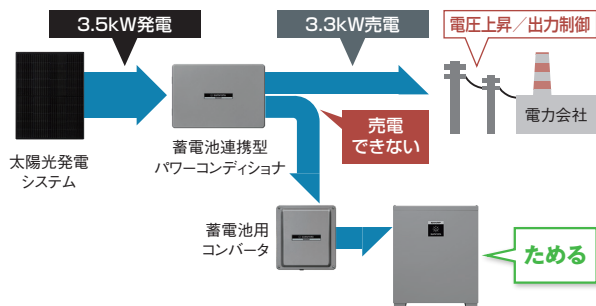 3.5kW発電
3.3kW売電
電圧上昇／出力制御
太陽光発電
システム
蓄電池連携型
パワーコンディショナ
売電
できない
電力会社
蓄電池用
コンバータ
ためる